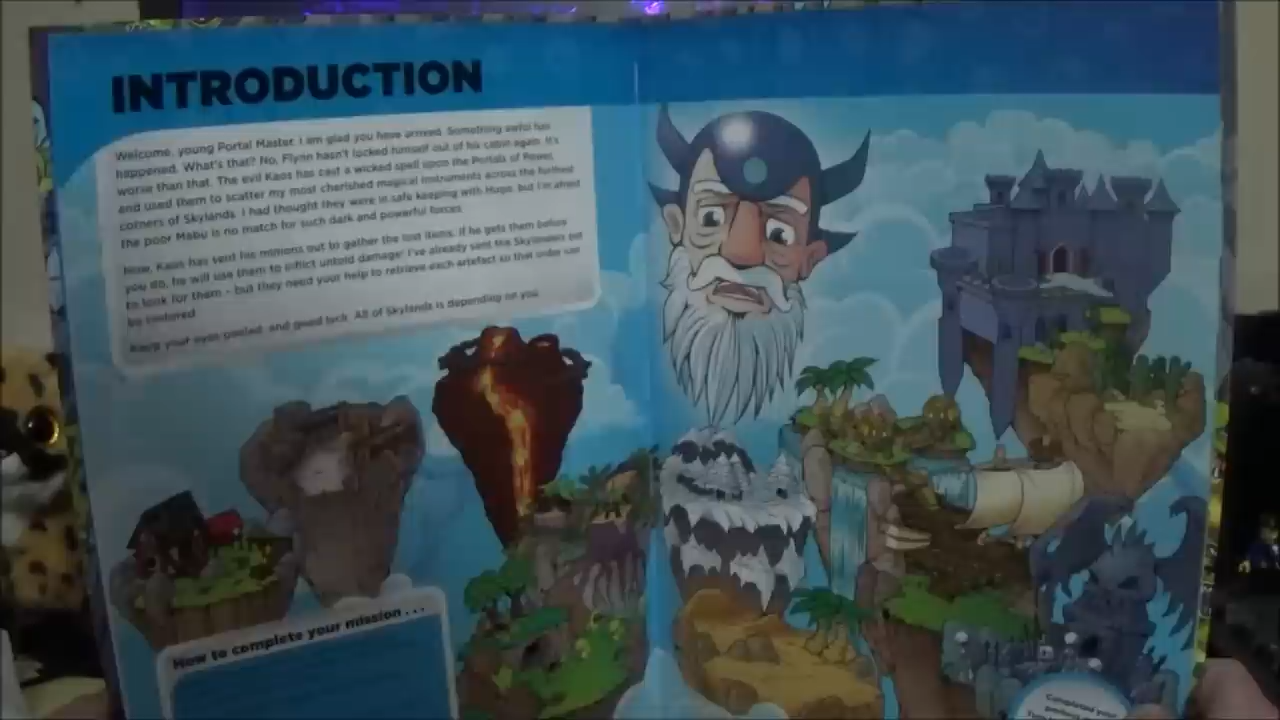 INTRODUCTION
Welcome, young Portal Master. I am glad you have arrived. Something awful has
happened. What's that? No, Flynn hasn't locked himself out of his cabin again. It's
worse than that. The evil Kaos has cast a wicked spell upon the Portals of Power,
and used them to scatter my most cherished magical instruments across the furthest
corners of Skylands. I had thought they were in safe keeping with Hugo, but I'm afraid
the poor Mabu is no match for such dark and powerful forces.
Now, Kaos has sent his minions out to gather the lost items. If he gets them before
you do, he will use them to inflict untold damage! I've already sent the Skylanders out
to look for them – but they need your help to retrieve each artefact so that order can
be restored.
Keep your eyes peeled, and good luck. All of Skylands is depending on you.
How to complete your mission . . .
Completed your